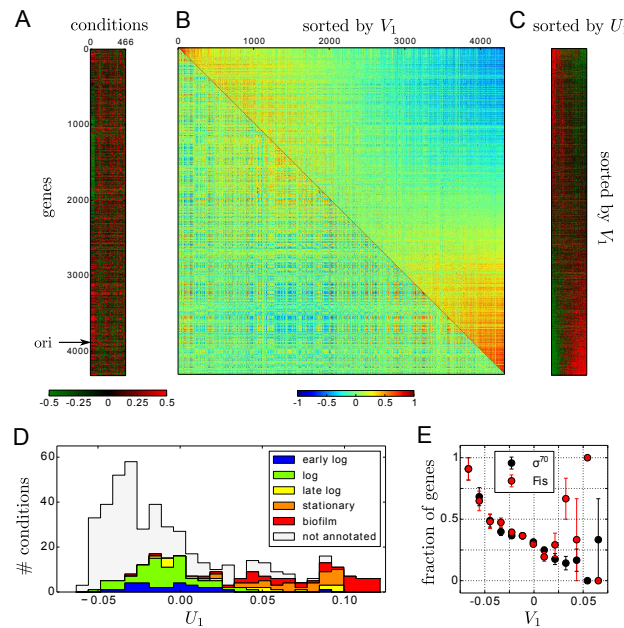 A
conditions
0 466
0
1000
2000
3000
4000
genes
ori
-0.5 -0.25 0 0.25 0.5
B
sorted by V1
0 1000 2000 3000 4000
-1 -0.5 0 0.5 1
C
sorted by U
sorted by V1
D
60
40
20
0
# conditions
-0.05 0.00 0.05 0.10
U1
early log
log
late log
stationary
biofilm
not annotated
E
1
0.5
0
fraction of genes
σ70
Fis
-0.05 0 0.05
V1